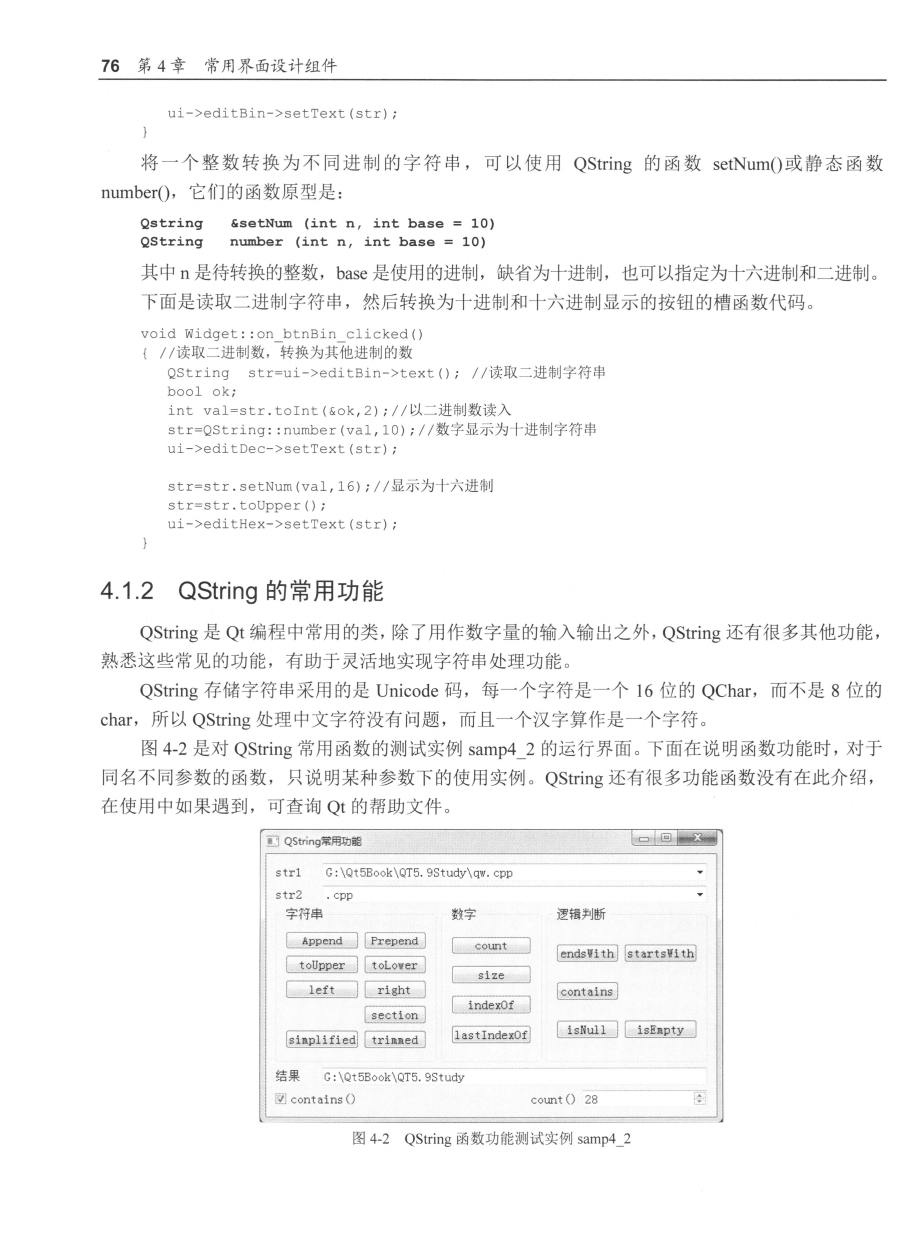 76 第 4 章 常用界面设计组件
ui->editBin->setText(str);
}
将一个整数转换为不同进制的字符串，可以使用 QString 的函数 setNum()或静态函数
number()，它们的函数原型是：
Qstring &setNum (int n, int base = 10)
QString number (int n, int base = 10)
其中 n 是待转换的整数，base 是使用的进制，缺省为十进制，也可以指定为十六进制和二进制。
下面是读取二进制字符串，然后转换为十进制和十六进制显示的按钮的槽函数代码。
void Widget::on_btnBin_clicked()
{ //读取二进制数，转换为其他进制的数
QString str=ui->editBin->text(); //读取二进制字符串
bool ok;
int val=str.toInt(&ok,2);//以二进制数读入
str=QString::number(val,10);//数字显示为十进制字符串
ui->editDec->setText(str);
str=str.setNum(val,16);//显示为十六进制
str=str.toUpper();
ui->editHex->setText(str);
}
4.1.2 QString 的常用功能
QString 是 Qt 编程中常用的类，除了用作数字量的输入输出之外，QString 还有很多其他功能，
熟悉这些常见的功能，有助于灵活地实现字符串处理功能。
QString 存储字符串采用的是 Unicode 码，每一个字符是一个 16 位的 QChar，而不是 8 位的
char，所以 QString 处理中文字符没有问题，而且一个汉字算作是一个字符。
图 4-2 是对 QString 常用函数的测试实例 samp4_2 的运行界面。下面在说明函数功能时，对于
同名不同参数的函数，只说明某种参数下的使用实例。QString 还有很多功能函数没有在此介绍，
在使用中如果遇到，可查询 Qt 的帮助文件。
QString常用功能
str1 G:\Qt5Book\QT5.9Study\qw.cpp
str2 .cpp
字符串 数字 逻辑判断
Append Prepend count endsWith startsWith
toUpper toLower size
left right contains
section indexOf
simplified trimmed lastIndexOf isNull isEmpty
结果 G:\Qt5Book\QT5.9Study
contains() count() 28
图 4-2 QString 函数功能测试实例 samp4_2